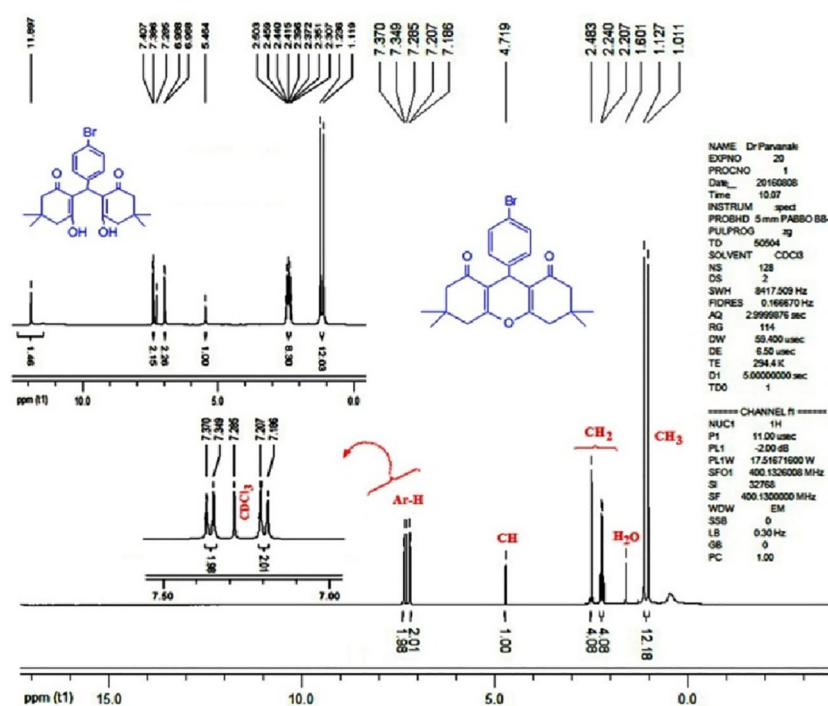 11.897
7.407
7.396
7.285
6.988
6.968
5.464
2.503
2.459
2.440
2.415
2.396
2.372
2.351
2.307
1.236
1.119
7.370
7.349
7.285
7.207
7.186
4.719
2.483
2.240
2.207
1.601
1.127
1.011
Br
O
O
OH
OH
1.46
2.15
2.26
1.00
8.30
12.03
ppm (t1)
10.0
5.0
0.0
Br
O
O
O
NAME Dr Parvanak
EXPNO 20
PROCNO 1
Date_ 20160808
Time 10.07
INSTRUM spect
PROBHD 5 mm PABBO BB-
PULPROG zg
TD 50504
SOLVENT CDCl3
NS 128
DS 2
SWH 8417.509 Hz
FIDRES 0.166670 Hz
AQ 2.9999876 sec
RG 114
DW 59.400 usec
DE 6.50 usec
TE 294.4 K
D1 5.00000000 sec
TD0 1
====== CHANNEL f1 ======
NUC1 1H
P1 11.00 usec
PL1 -2.00 dB
PL1W 17.51671600 W
SFO1 400.1326008 MHz
SI 32768
SF 400.1300000 MHz
WDW EM
SSB 0
LB 0.30 Hz
GB 0
PC 1.00
7.370
7.349
7.285
7.207
7.186
CDCl3
1.98
2.01
7.50
7.00
Ar-H
CH
CH2
H2O
CH3
1.98
2.01
1.00
4.08
4.08
12.18
ppm (t1)
15.0
10.0
5.0
0.0